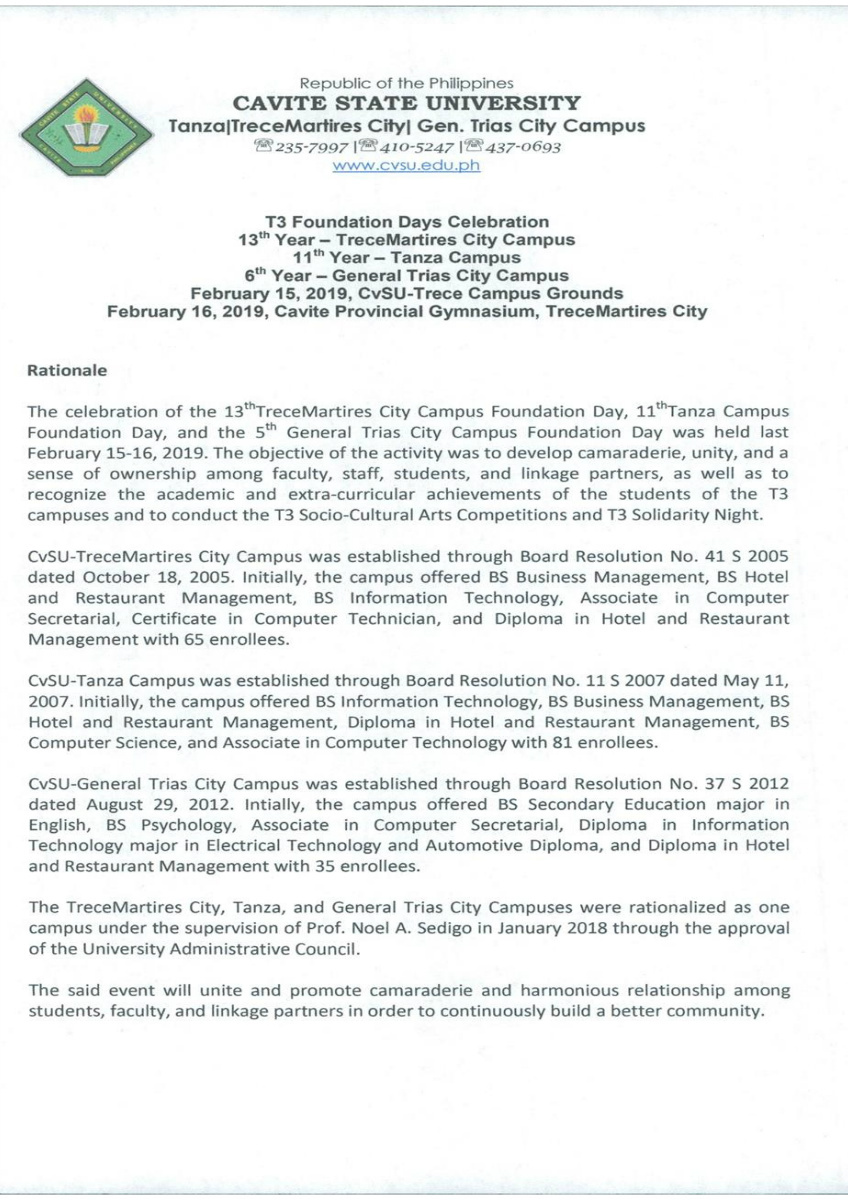 Republic of the Philippines
CAVITE STATE UNIVERSITY
Tanza|TreceMartires City| Gen. Trias City Campus
☏235-7997 |☏410-5247 |☏437-0693
www.cvsu.edu.ph
CAVITE STATE UNIVERSITY
CAVITE PHILIPPINES
T3 Foundation Days Celebration
13th Year – TreceMartires City Campus
11th Year – Tanza Campus
6th Year – General Trias City Campus
February 15, 2019, CvSU-Trece Campus Grounds
February 16, 2019, Cavite Provincial Gymnasium, TreceMartires City
Rationale
The celebration of the 13thTreceMartires City Campus Foundation Day, 11thTanza Campus
Foundation Day, and the 5th General Trias City Campus Foundation Day was held last
February 15-16, 2019. The objective of the activity was to develop camaraderie, unity, and a
sense of ownership among faculty, staff, students, and linkage partners, as well as to
recognize the academic and extra-curricular achievements of the students of the T3
campuses and to conduct the T3 Socio-Cultural Arts Competitions and T3 Solidarity Night.
CvSU-TreceMartires City Campus was established through Board Resolution No. 41 S 2005
dated October 18, 2005. Initially, the campus offered BS Business Management, BS Hotel
and Restaurant Management, BS Information Technology, Associate in Computer
Secretarial, Certificate in Computer Technician, and Diploma in Hotel and Restaurant
Management with 65 enrollees.
CvSU-Tanza Campus was established through Board Resolution No. 11 S 2007 dated May 11,
2007. Initially, the campus offered BS Information Technology, BS Business Management, BS
Hotel and Restaurant Management, Diploma in Hotel and Restaurant Management, BS
Computer Science, and Associate in Computer Technology with 81 enrollees.
CvSU-General Trias City Campus was established through Board Resolution No. 37 S 2012
dated August 29, 2012. Intially, the campus offered BS Secondary Education major in
English, BS Psychology, Associate in Computer Secretarial, Diploma in Information
Technology major in Electrical Technology and Automotive Diploma, and Diploma in Hotel
and Restaurant Management with 35 enrollees.
The TreceMartires City, Tanza, and General Trias City Campuses were rationalized as one
campus under the supervision of Prof. Noel A. Sedigo in January 2018 through the approval
of the University Administrative Council.
The said event will unite and promote camaraderie and harmonious relationship among
students, faculty, and linkage partners in order to continuously build a better community.